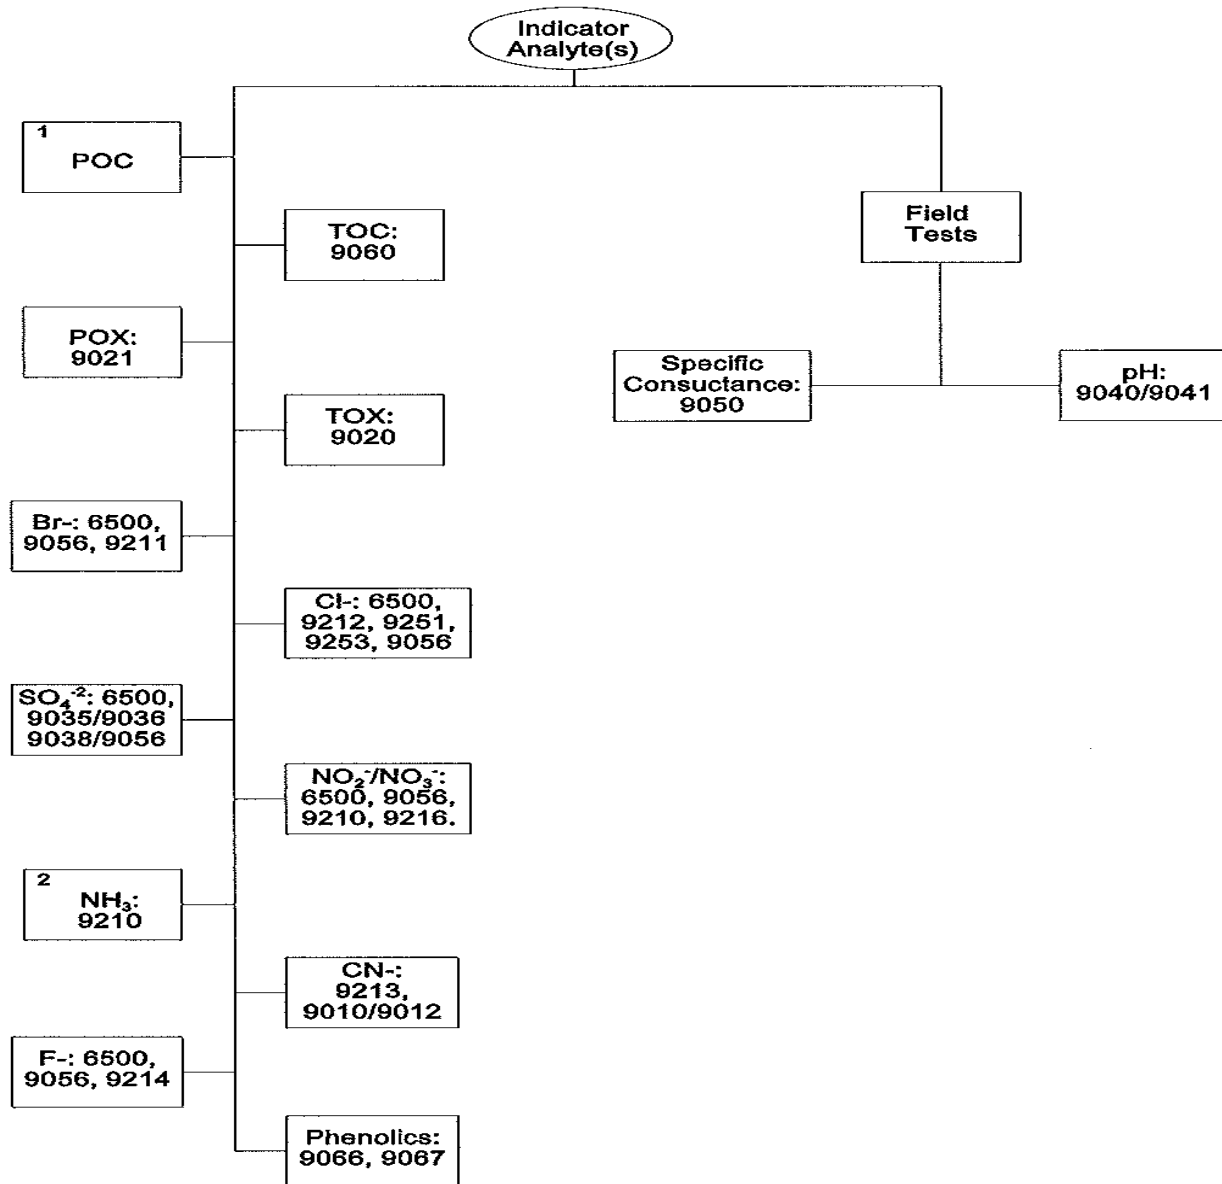 Indicator
Analyte(s)
1
POC
TOC:
9060
Field
Tests
POX:
9021
Specific
Consuctance:
9050
pH:
9040/9041
TOX:
9020
Br-: 6500,
9056, 9211
Cl-: 6500,
9212, 9251,
9253, 9056
SO₄⁻²: 6500,
9035/9036
9038/9056
NO₂⁻/NO₃⁻:
6500, 9056,
9210, 9216.
2
NH₃:
9210
CN-:
9213,
9010/9012
F-: 6500,
9056, 9214
Phenolics:
9066, 9067